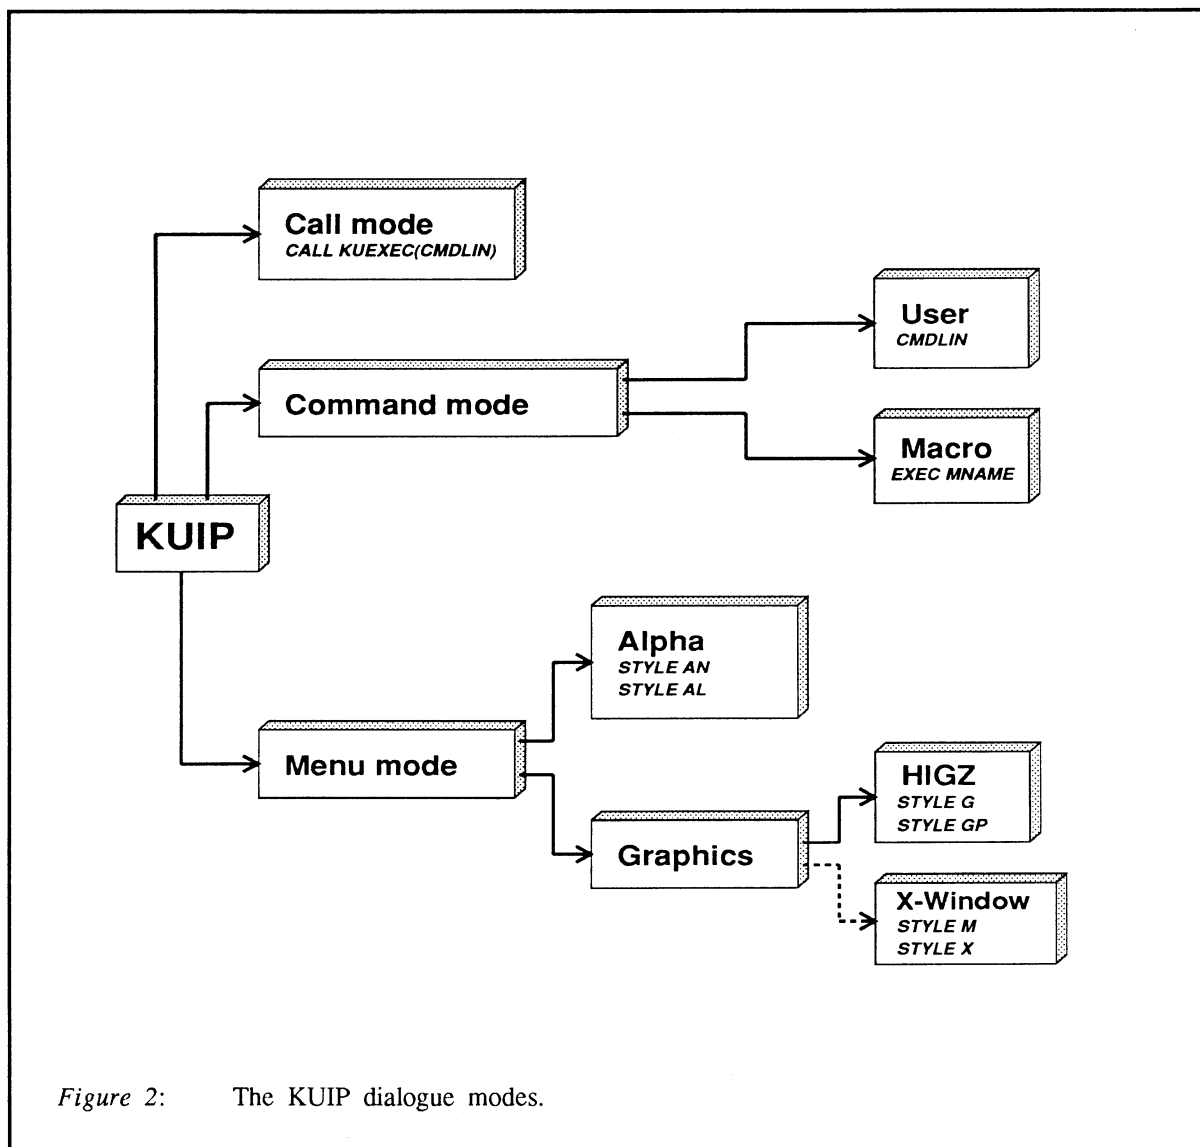 Call mode
CALL KUEXEC(CMDLIN)
User
CMDLIN
Command mode
Macro
EXEC MNAME
KUIP
Alpha
STYLE AN
STYLE AL
Menu mode
HIGZ
STYLE G
STYLE GP
Graphics
X-Window
STYLE M
STYLE X
Figure 2: The KUIP dialogue modes.